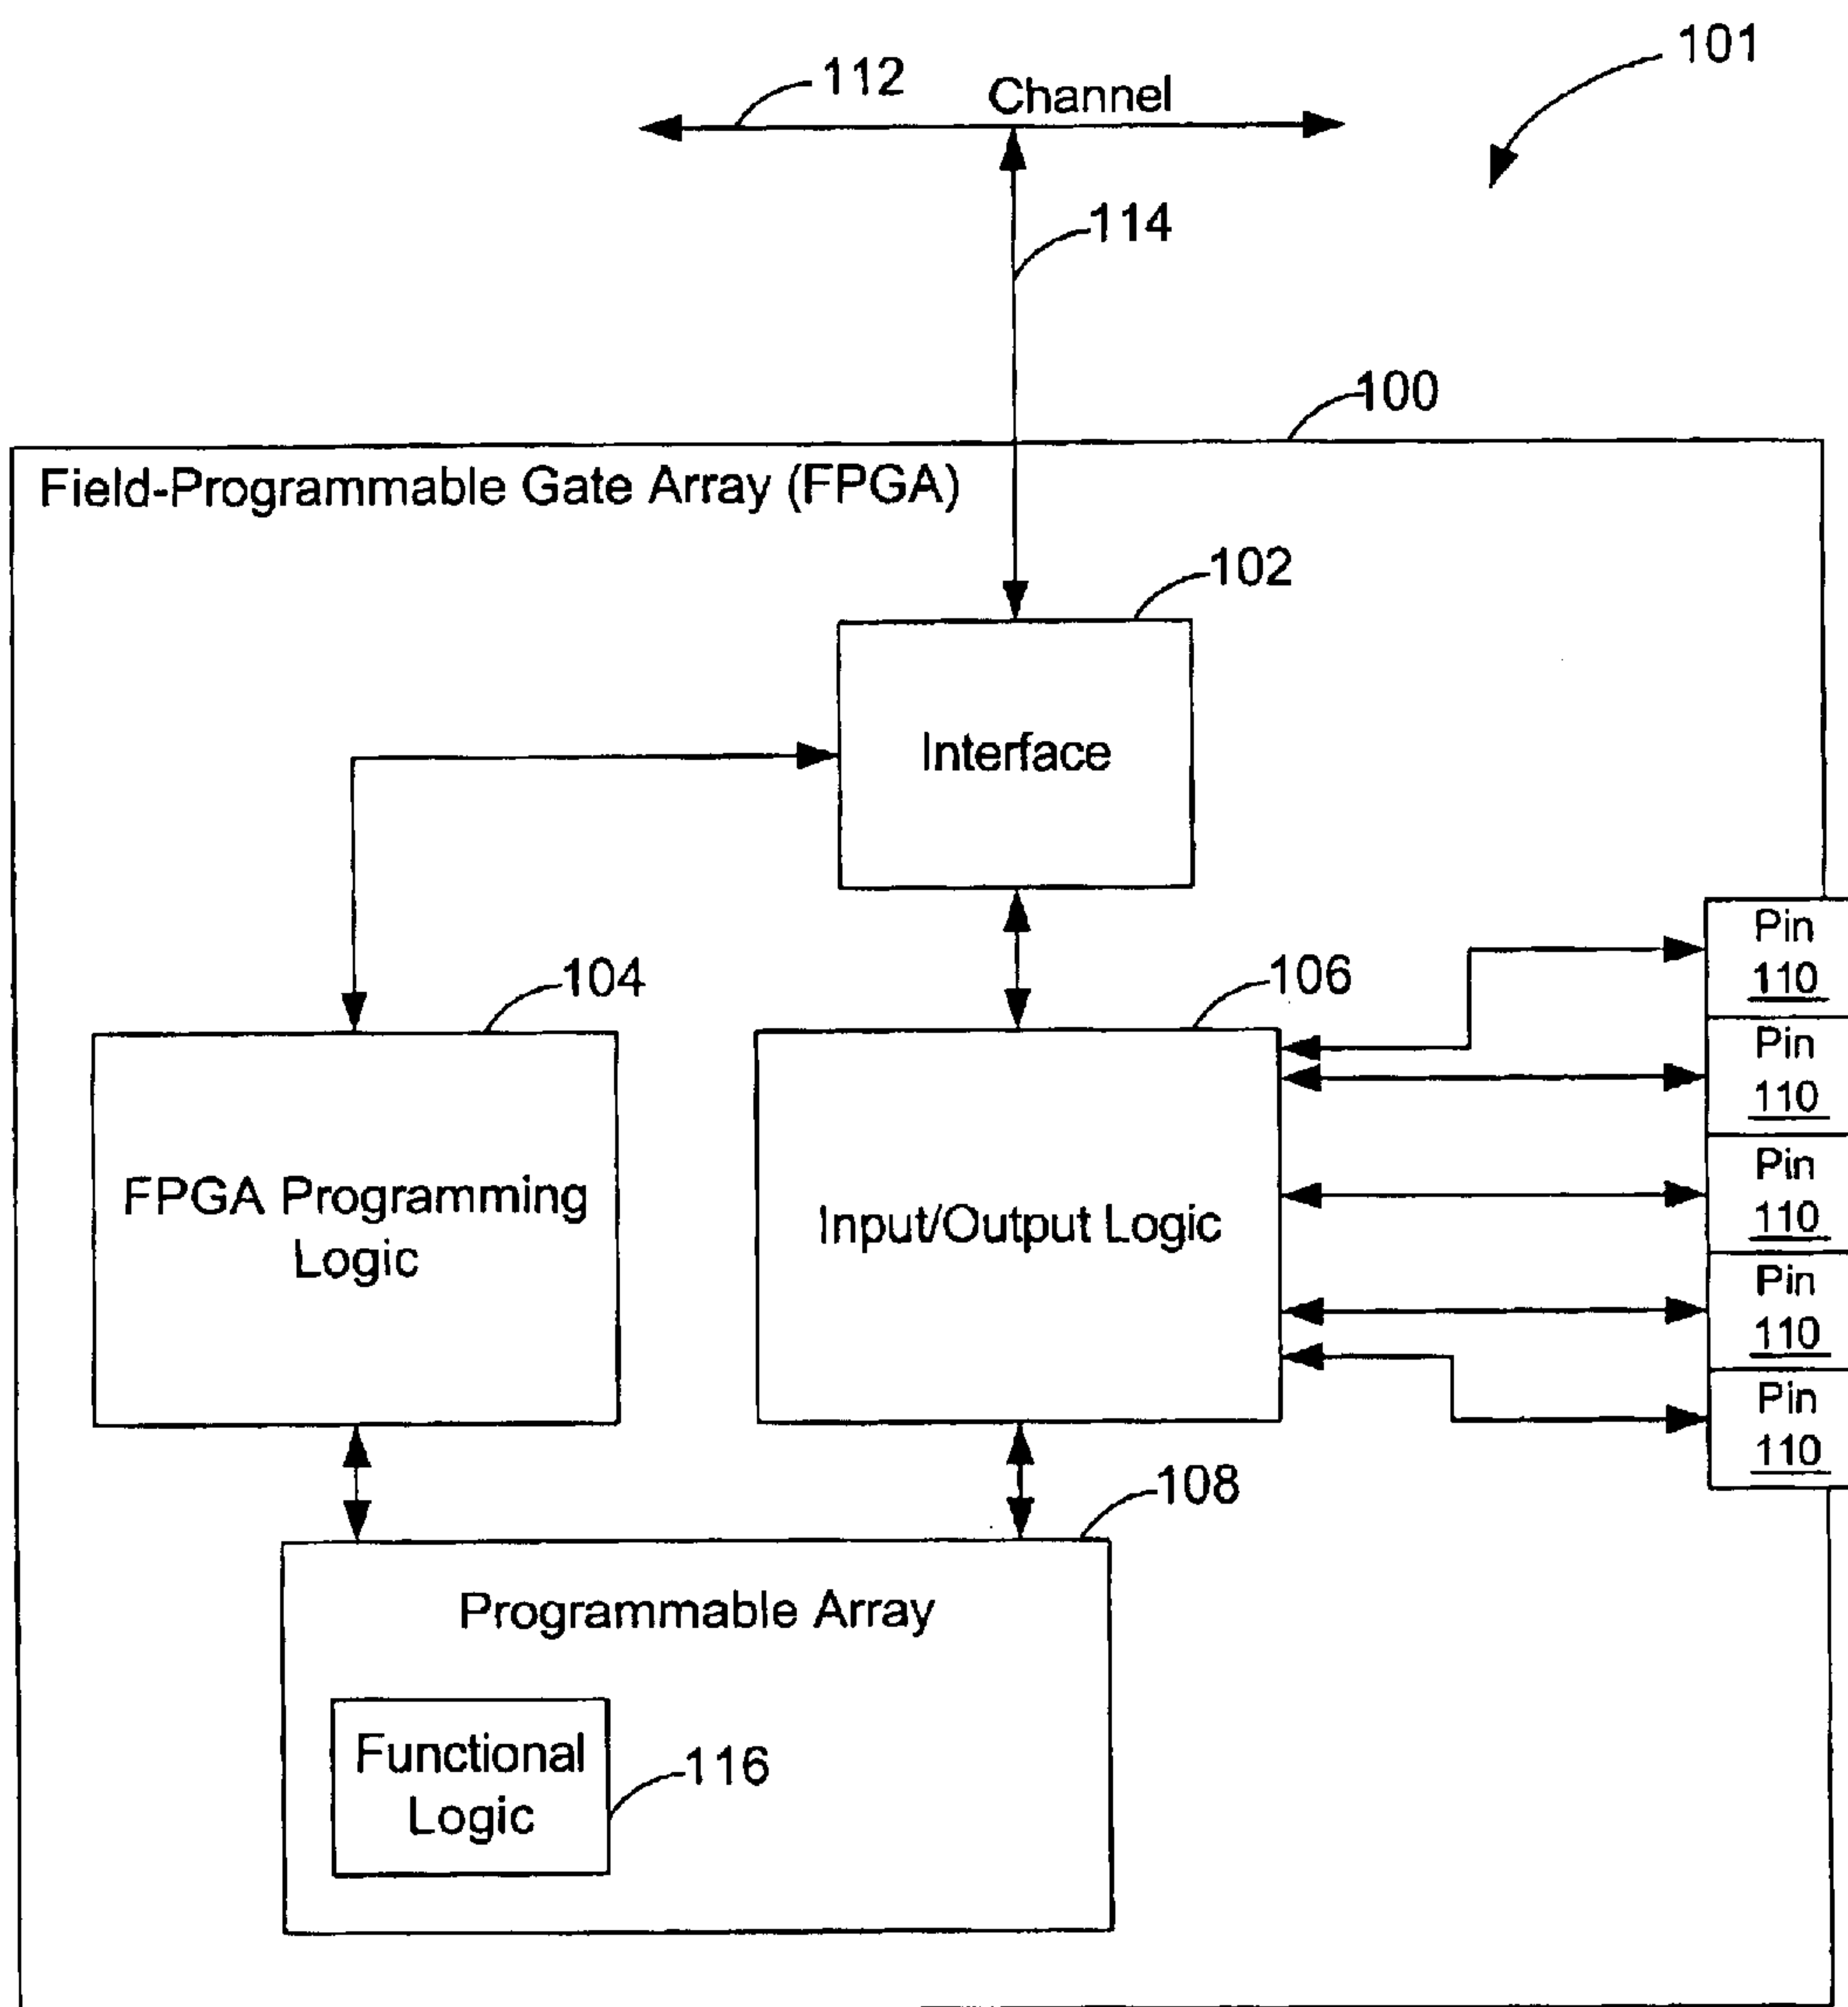 101
112
Channel
114
100
Field-Programmable Gate Array (FPGA)
102
Interface
Pin
110
104
106
Pin
110
FPGA Programming
Logic
Input/Output Logic
Pin
110
Pin
110
Pin
110
108
Programmable Array
Functional
Logic
116